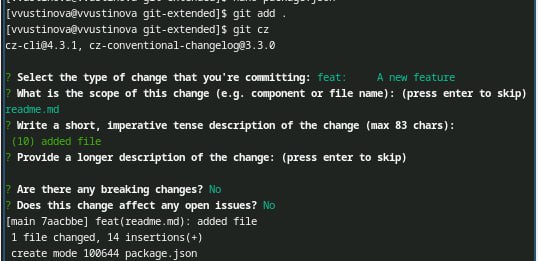 [vvustinova@vvustinova git-extended]$ git add .
[vvustinova@vvustinova git-extended]$ git cz
cz-cli@4.3.1, cz-conventional-changelog@3.3.0
? Select the type of change that you're committing: feat:     A new feature
? What is the scope of this change (e.g. component or file name): (press enter to skip)
readme.md
? Write a short, imperative tense description of the change (max 83 chars):
 (10) added file
? Provide a longer description of the change: (press enter to skip)
? Are there any breaking changes? No
? Does this change affect any open issues? No
[main 7aacbbe] feat(readme.md): added file
 1 file changed, 14 insertions(+)
 create mode 100644 package.json